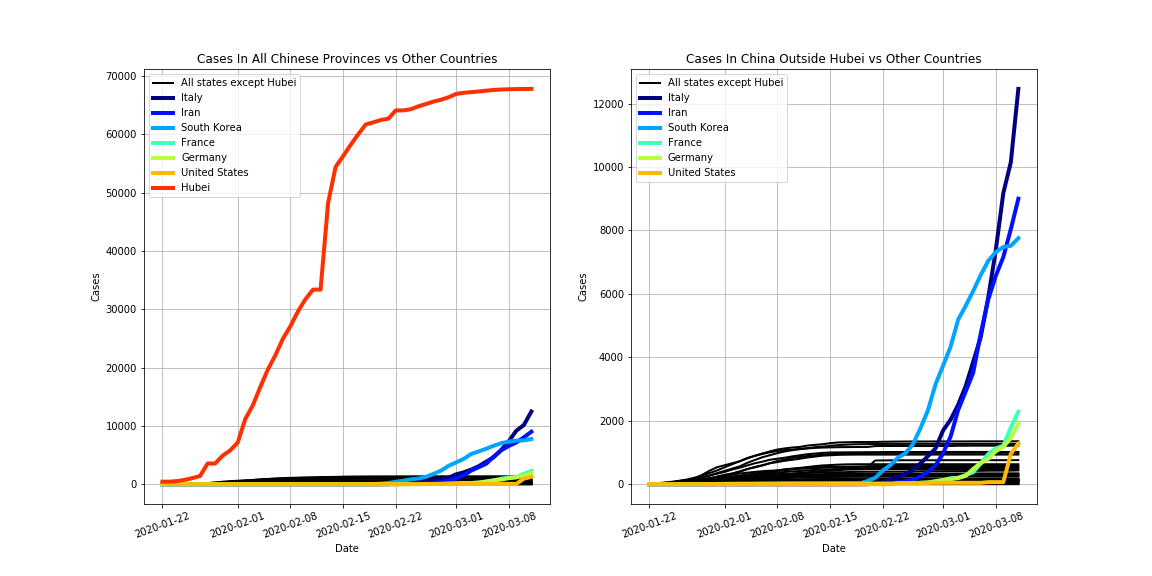 Cases In All Chinese Provinces vs Other Countries
70000
60000
50000
40000
30000
20000
10000
0
Cases
All states except Hubei
Italy
Iran
South Korea
France
Germany
United States
Hubei
2020-01-22
2020-02-01
2020-02-08
2020-02-15
2020-02-22
2020-03-01
2020-03-08
Date
Cases In China Outside Hubei vs Other Countries
12000
10000
8000
6000
4000
2000
0
Cases
All states except Hubei
Italy
Iran
South Korea
France
Germany
United States
2020-01-22
2020-02-01
2020-02-08
2020-02-15
2020-02-22
2020-03-01
2020-03-08
Date